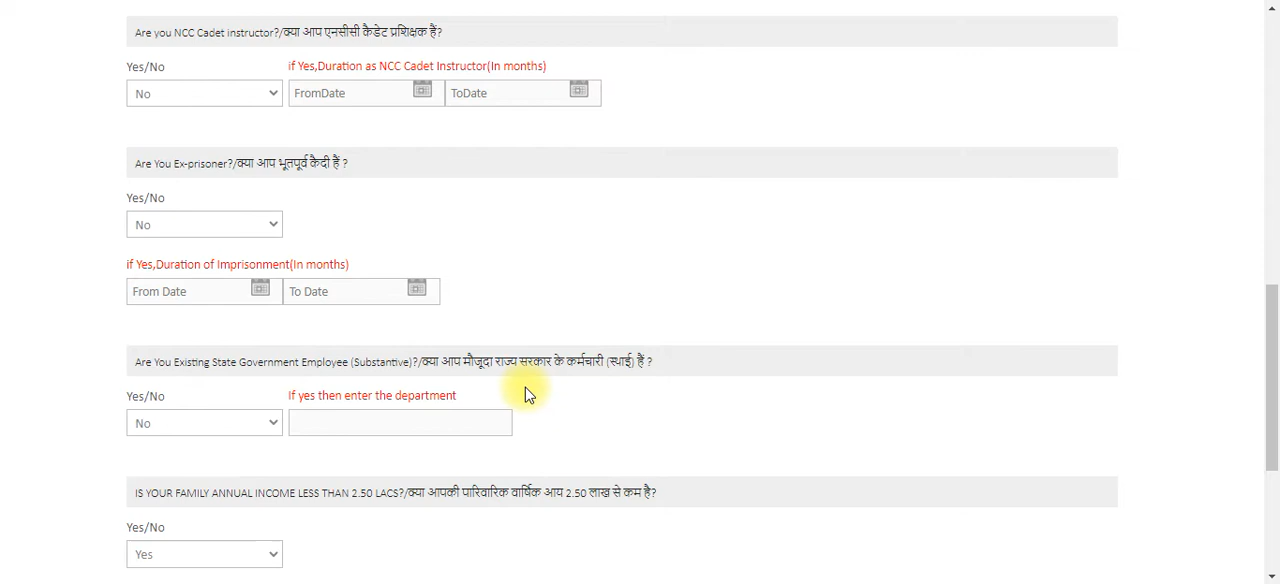 Are you NCC Cadet instructor?/क्या आप एनसीसी कैडेट प्रशिक्षक हैं?
Yes/No if Yes,Duration as NCC Cadet Instructor(In months)
No FromDate ToDate
Are You Ex-prisoner?/क्या आप भूतपूर्व कैदी हैं ?
Yes/No
No
if Yes,Duration of Imprisonment(In months)
From Date To Date
Are You Existing State Government Employee (Substantive)?/क्या आप मौजूदा राज्य सरकार के कर्मचारी (स्थाई) हैं ?
Yes/No If yes then enter the department
No
IS YOUR FAMILY ANNUAL INCOME LESS THAN 2.50 LACS?/क्या आपकी पारिवारिक वार्षिक आय 2.50 लाख से कम है?
Yes/No
Yes